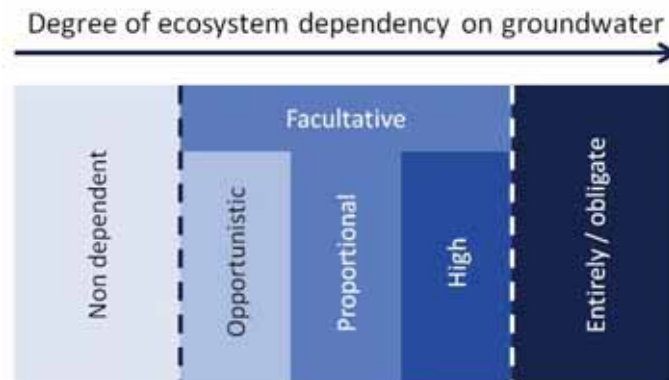 Degree of ecosystem dependency on groundwater
Facultative
Non dependent
Opportunistic
Proportional
High
Entirely / obligate